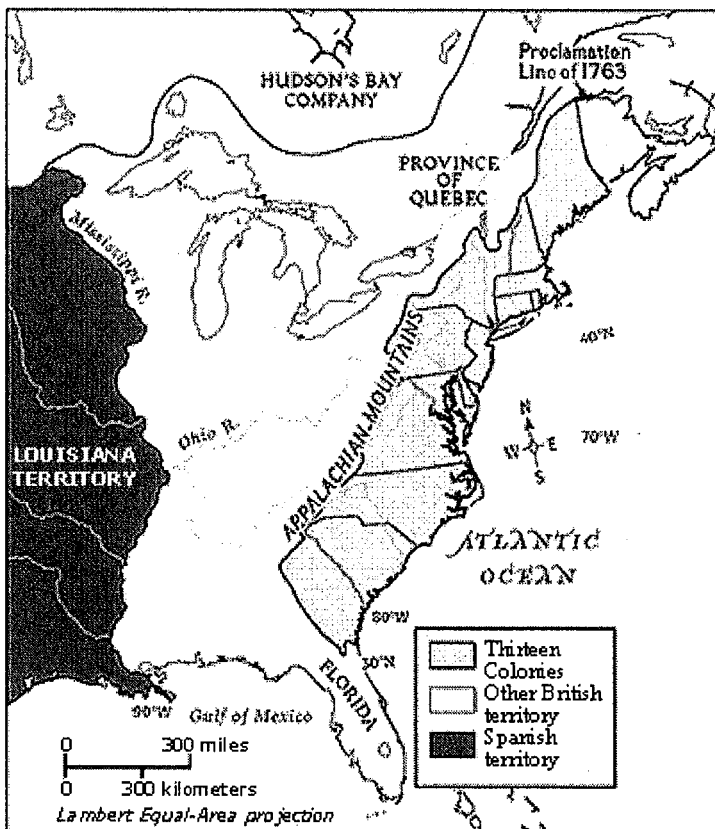 Proclamation
Line of 1763
HUDSON'S BAY
COMPANY
PROVINCE
OF
QUEBEC
Mississippi R.
40°N
APPALACHIAN MOUNTAINS
Ohio R.
N
W E
S
70°W
LOUISIANA
TERRITORY
ATLANTIC
OCEAN
80°W
30°N
FLORIDA
90°W
Gulf of Mexico
Thirteen
Colonies
Other British
territory
Spanish
territory
0 300 miles
0 300 kilometers
Lambert Equal-Area projection